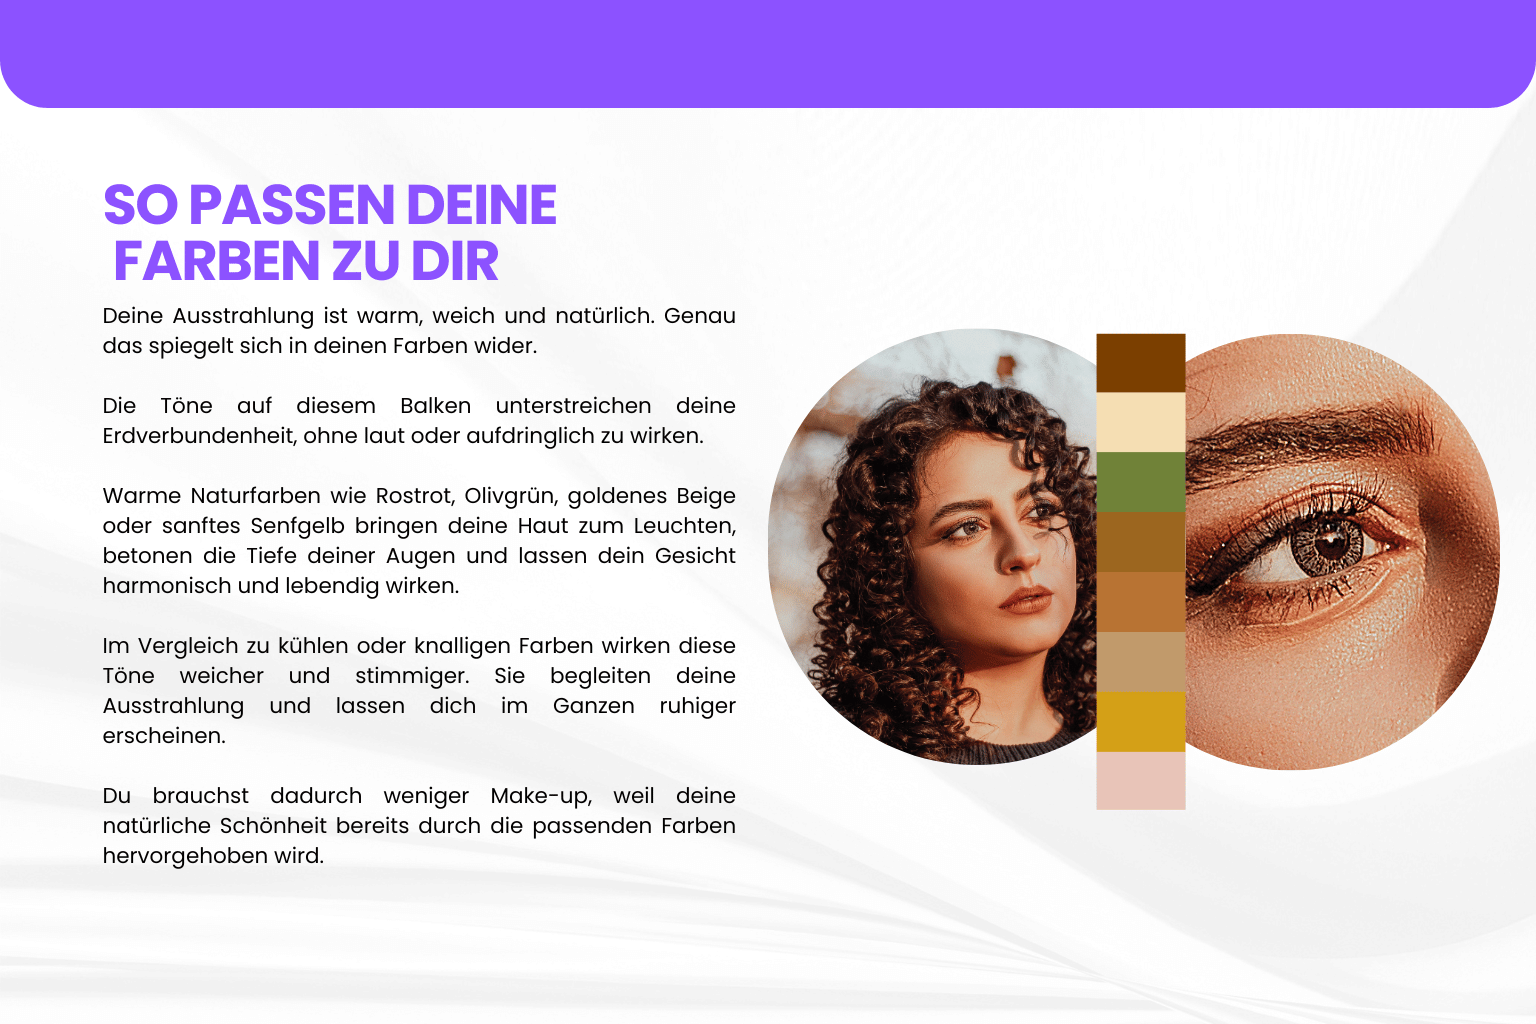 SO PASSEN DEINE
FARBEN ZU DIR
Deine Ausstrahlung ist warm, weich und natürlich. Genau
das spiegelt sich in deinen Farben wider.
Die Töne auf diesem Balken unterstreichen deine
Erdverbundenheit, ohne laut oder aufdringlich zu wirken.
Warme Naturfarben wie Rostrot, Olivgrün, goldenes Beige
oder sanftes Senfgelb bringen deine Haut zum Leuchten,
betonen die Tiefe deiner Augen und lassen dein Gesicht
harmonisch und lebendig wirken.
Im Vergleich zu kühlen oder knalligen Farben wirken diese
Töne weicher und stimmiger. Sie begleiten deine
Ausstrahlung und lassen dich im Ganzen ruhiger
erscheinen.
Du brauchst dadurch weniger Make-up, weil deine
natürliche Schönheit bereits durch die passenden Farben
hervorgehoben wird.